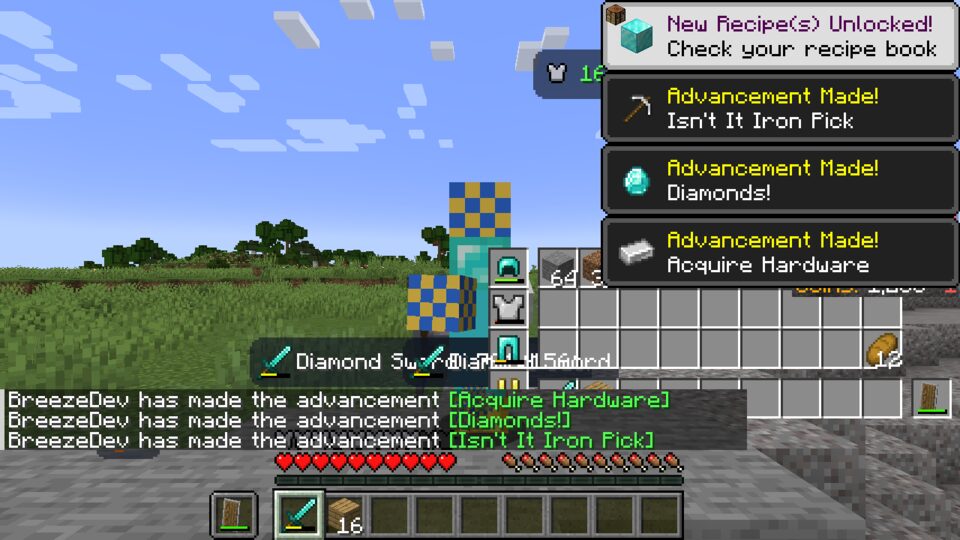 New Recipe(s) Unlocked!
Check your recipe book
16
Advancement Made!
Isn't It Iron Pick
Advancement Made!
Diamonds!
Advancement Made!
Acquire Hardware
64
12
Diamond
BreezeDev has made the advancement [Acquire Hardware]
BreezeDev has made the advancement [Diamonds!]
BreezeDev has made the advancement [Isn't It Iron Pick]
16